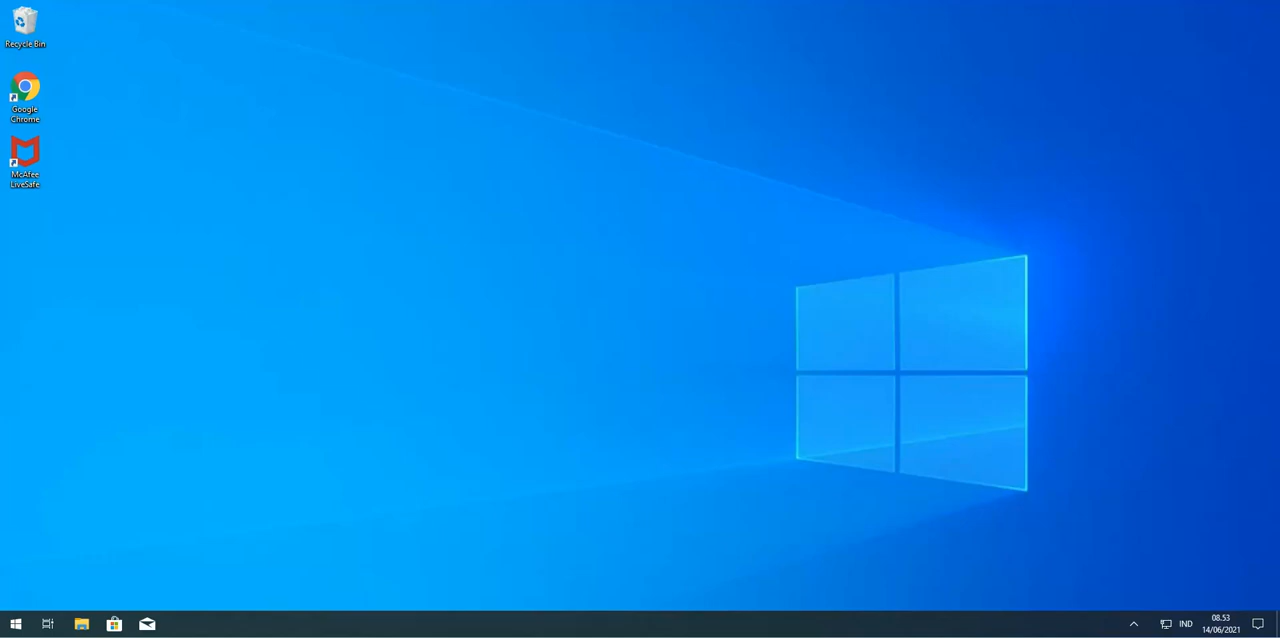 Recycle Bin
Google
Chrome
McAfee
LiveSafe
IND
08.53
14/06/2021